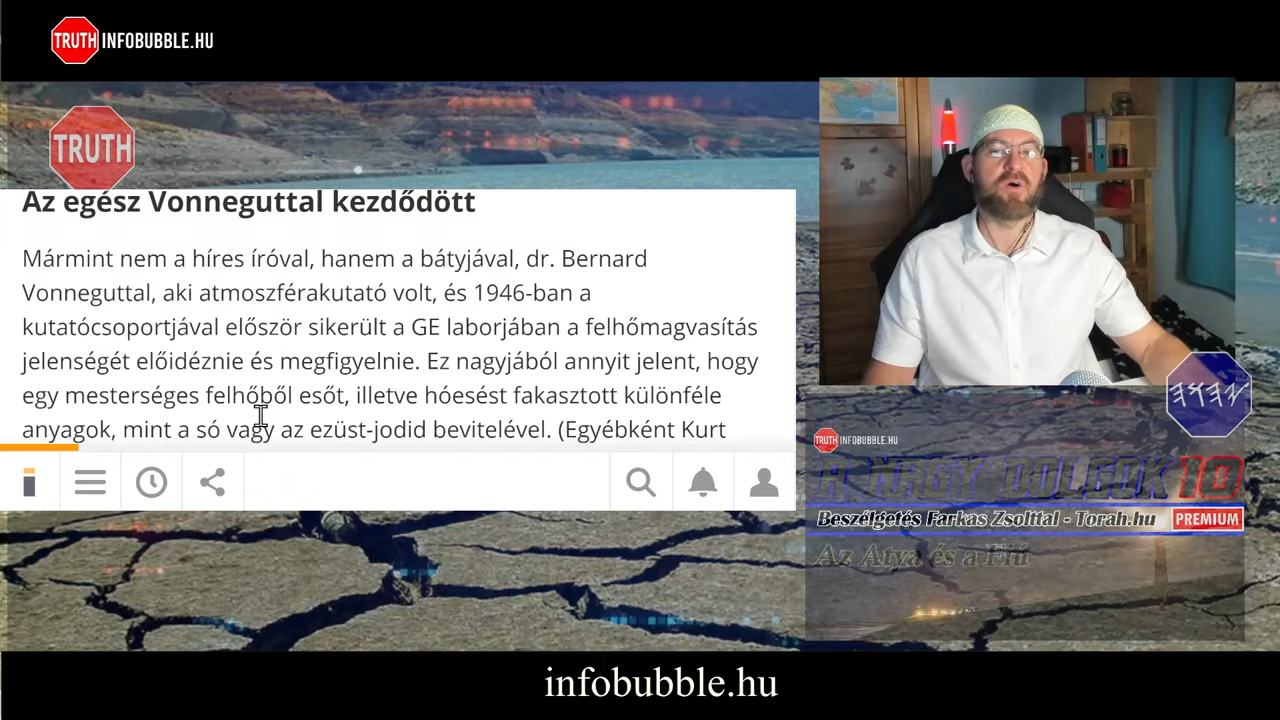 TRUTH INFOBUBBLE.HU
TRUTH
Az egész Vonneguttal kezdődött
Mármint nem a híres íróval, hanem a bátyjával, dr. Bernard
Vonneguttal, aki atmoszférakutató volt, és 1946-ban a
kutatócsoportjával először sikerült a GE laborjában a felhőmagvasítás
jelenségét előidéznie és megfigyelnie. Ez nagyjából annyit jelent, hogy
egy mesterséges felhőből esőt, illetve hóesést fakasztott különféle
anyagok, mint a só vagy az ezüst-jodid bevitelével. (Egyébként Kurt
TRUTH INFOBUBBLE.HU
A NAGY DOLGOK 10
Beszélgetés Farkas Zsolttal - Torah.hu PREMIUM
Az Atya és a Fiú
infobubble.hu